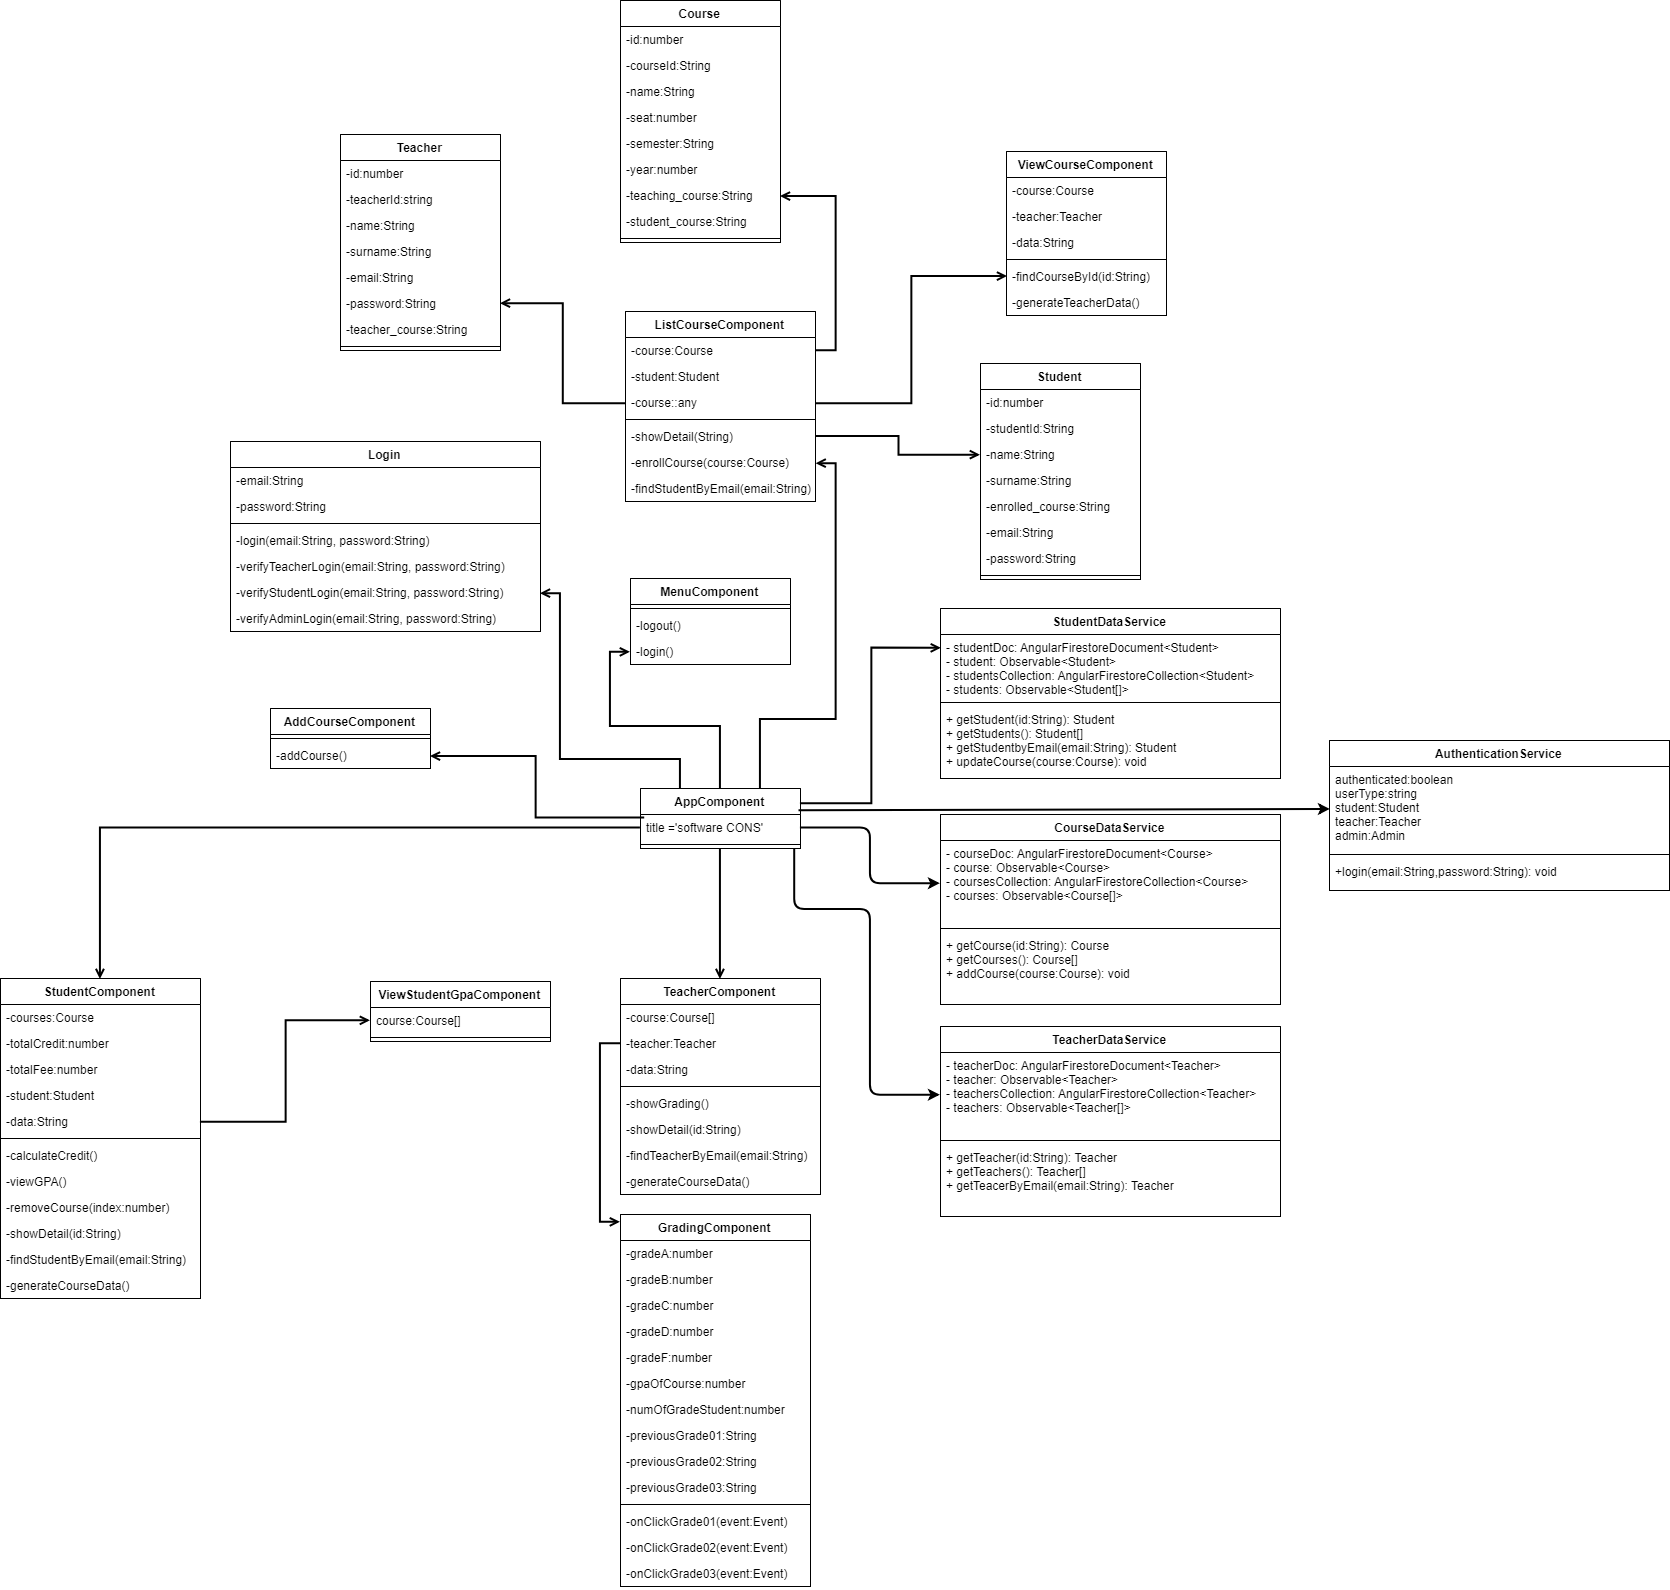 Course
-id:number
-courseId:String
-name:String
-seat:number
-semester:String
-year:number
-teaching_course:String
-student_course:String
Teacher
-id:number
-teacherId:string
-name:String
-surname:String
-email:String
-password:String
-teacher_course:String
ViewCourseComponent
-course:Course
-teacher:Teacher
-data:String
-findCourseById(id:String)
-generateTeacherData()
ListCourseComponent
-course:Course
-student:Student
-course::any
-showDetail(String)
-enrollCourse(course:Course)
-findStudentByEmail(email:String)
Student
-id:number
-studentId:String
-name:String
-surname:String
-enrolled_course:String
-email:String
-password:String
Login
-email:String
-password:String
-login(email:String, password:String)
-verifyTeacherLogin(email:String, password:String)
-verifyStudentLogin(email:String, password:String)
-verifyAdminLogin(email:String, password:String)
MenuComponent
-logout()
-login()
StudentDataService
- studentDoc: AngularFirestoreDocument<Student>
- student: Observable<Student>
- studentsCollection: AngularFirestoreCollection<Student>
- students: Observable<Student[]>
+ getStudent(id:String): Student
+ getStudents(): Student[]
+ getStudentbyEmail(email:String): Student
+ updateCourse(course:Course): void
AddCourseComponent
-addCourse()
AuthenticationService
authenticated:boolean
userType:string
student:Student
teacher:Teacher
admin:Admin
+login(email:String,password:String): void
AppComponent
title ='software CONS'
CourseDataService
- courseDoc: AngularFirestoreDocument<Course>
- course: Observable<Course>
- coursesCollection: AngularFirestoreCollection<Course>
- courses: Observable<Course[]>
+ getCourse(id:String): Course
+ getCourses(): Course[]
+ addCourse(course:Course): void
StudentComponent
-courses:Course
-totalCredit:number
-totalFee:number
-student:Student
-data:String
-calculateCredit()
-viewGPA()
-removeCourse(index:number)
-showDetail(id:String)
-findStudentByEmail(email:String)
-generateCourseData()
ViewStudentGpaComponent
course:Course[]
TeacherComponent
-course:Course[]
-teacher:Teacher
-data:String
-showGrading()
-showDetail(id:String)
-findTeacherByEmail(email:String)
-generateCourseData()
TeacherDataService
- teacherDoc: AngularFirestoreDocument<Teacher>
- teacher: Observable<Teacher>
- teachersCollection: AngularFirestoreCollection<Teacher>
- teachers: Observable<Teacher[]>
+ getTeacher(id:String): Teacher
+ getTeachers(): Teacher[]
+ getTeacerByEmail(email:String): Teacher
GradingComponent
-gradeA:number
-gradeB:number
-gradeC:number
-gradeD:number
-gradeF:number
-gpaOfCourse:number
-numOfGradeStudent:number
-previousGrade01:String
-previousGrade02:String
-previousGrade03:String
-onClickGrade01(event:Event)
-onClickGrade02(event:Event)
-onClickGrade03(event:Event)